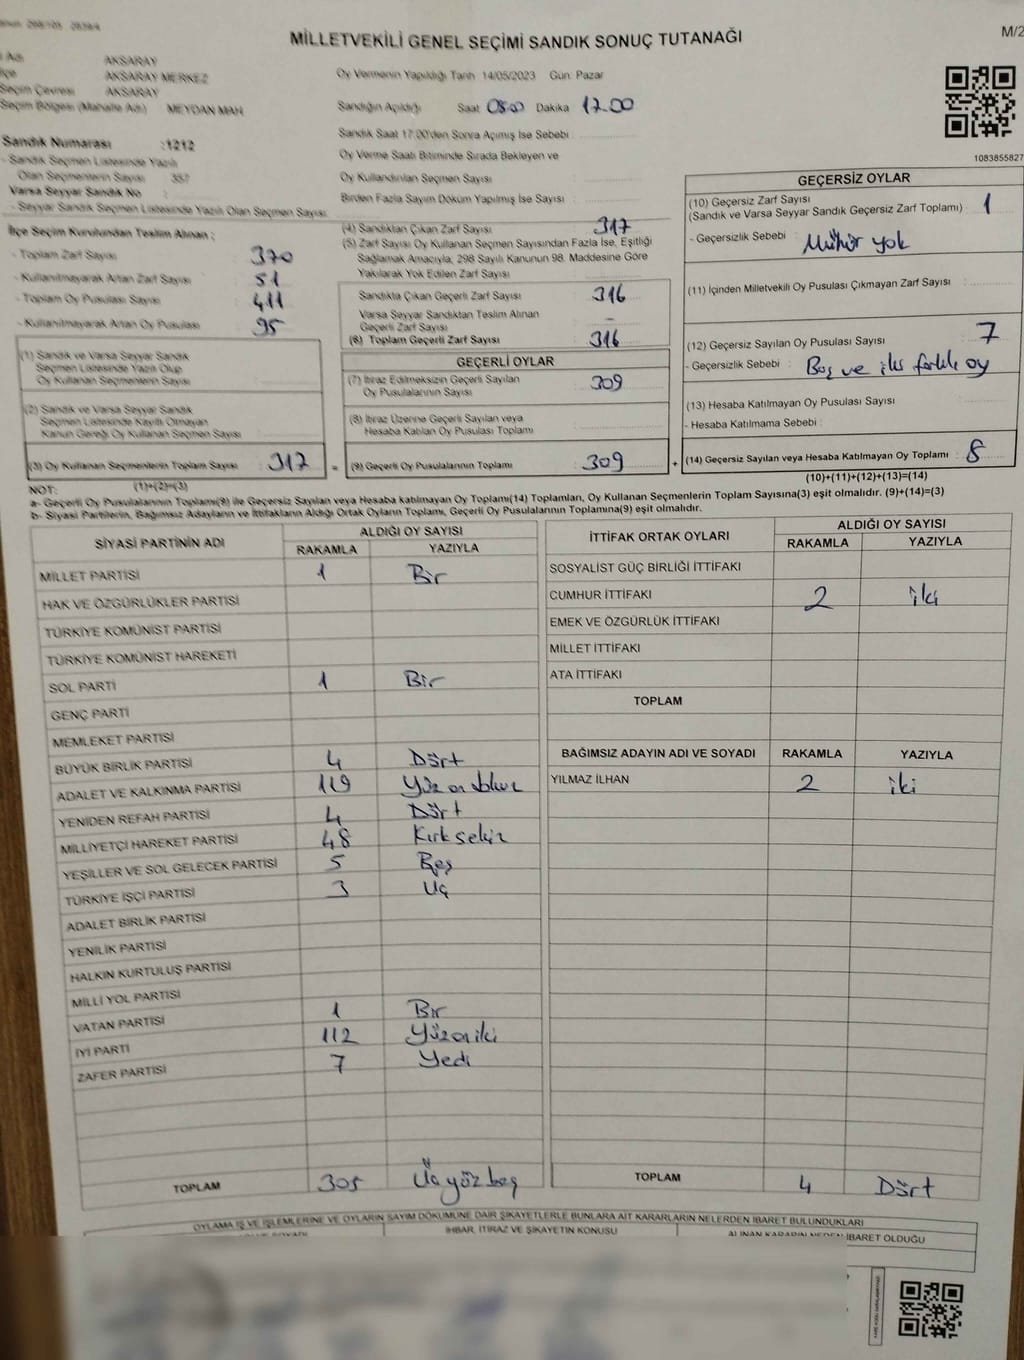 MİLLETVEKİLİ GENEL SEÇİMİ SANDIK SONUÇ TUTANAĞI
M/2
AKSARAY
AKSARAY MERKEZ
Seçim Çevresi AKSARAY
Seçim Bölgesi (Mahalle Adı) MEYDAN MAH.
Oy Vermenin Yapıldığı Tarih 14/05/2023 Gün Pazar
Sandığın Açıldığı Saat 08:00 Dakika 17.00
Sandık Saat 17:00'den Sonra Açmış İse Sebebi
Oy Verme Saati Bitiminde Sırada Bekleyen ve
Oy Kullandırılan Seçmen Sayısı
Birden Fazla Sayım Döküm Yapılmış İse Sayısı
1083855827
Sandık Numarası :1212
- Sandık Seçmen Listesinde Yazılı
Olan Seçmenlerin Sayısı 357
Varsa Seyyar Sandık No :
- Seyyar Sandık Seçmen Listesinde Yazılı Olan Seçmen Sayısı
İlçe Seçim Kurulundan Teslim Alınan :
- Toplam Zarf Sayısı 370
- Kullanılmayarak Artan Zarf Sayısı 51
- Toplam Oy Pusulası Sayısı 411
- Kullanılmayarak Artan Oy Pusulası 95
(1) Sandık ve Varsa Seyyar Sandık
Seçmen Listesinde Yazılı Olup
Oy Kullanan Seçmenlerin Sayısı
(2) Sandık ve Varsa Seyyar Sandık
Seçmen Listesinde Kayıtlı Olmayan
Kanun Gereği Oy Kullanan Seçmen Sayısı
(3) Oy Kullanan Seçmenlerin Toplam Sayısı 317
(1)+(2)=(3)
(4) Sandıktan Çıkan Zarf Sayısı 317
(5) Zarf Sayısı Oy Kullanan Seçmen Sayısından Fazla İse, Eşitliği
Sağlamak Amacıyla, 298 Sayılı Kanunun 98. Maddesine Göre
Yakılarak Yok Edilen Zarf Sayısı
Sandıkta Çıkan Geçerli Zarf Sayısı 316
Varsa Seyyar Sandıktan Teslim Alınan
Geçerli Zarf Sayısı -
(6) Toplam Geçerli Zarf Sayısı 316
GEÇERLİ OYLAR
(7) İtiraz Edilmeksizin Geçerli Sayılan
Oy Pusulalarının Sayısı 309
(8) İtiraz Üzerine Geçerli Sayılan veya
Hesaba Katılan Oy Pusulası Toplamı
= (9) Geçerli Oy Pusulalarının Toplamı 309
GEÇERSİZ OYLAR
(10) Geçersiz Zarf Sayısı 1
(Sandık ve Varsa Seyyar Sandık Geçersiz Zarf Toplamı)
- Geçersizlik Sebebi : Mühür yok
(11) İçinden Milletvekili Oy Pusulası Çıkmayan Zarf Sayısı
(12) Geçersiz Sayılan Oy Pusulası Sayısı 7
- Geçersizlik Sebebi : Boş ve iki farklı oy
(13) Hesaba Katılmayan Oy Pusulası Sayısı
- Hesaba Katılmama Sebebi :
+ (14) Geçersiz Sayılan veya Hesaba Katılmayan Oy Toplamı : 8
(10)+(11)+(12)+(13)=(14)
NOT:
a- Geçerli Oy Pusulalarının Toplamı(9) ile Geçersiz Sayılan veya Hesaba Katılmayan Oy Toplamı(14) Toplamları, Oy Kullanan Seçmenlerin Toplam Sayısına(3) eşit olmalıdır. (9)+(14)=(3)
b- Siyasi Partilerin, Bağımsız Adayların ve İttifakların Aldığı Ortak Oyların Toplamı, Geçerli Oy Pusulalarının Toplamına(9) eşit olmalıdır.
SİYASİ PARTİNİN ADI ALDIĞI OY SAYISI
RAKAMLA YAZIYLA
MİLLET PARTİSİ 1 Bir
HAK VE ÖZGÜRLÜKLER PARTİSİ
TÜRKİYE KOMÜNİST PARTİSİ
TÜRKİYE KOMÜNİST HAREKETİ
SOL PARTİ 1 Bir
GENÇ PARTİ
MEMLEKET PARTİSİ
BÜYÜK BİRLİK PARTİSİ 4 Dört
ADALET VE KALKINMA PARTİSİ 119
YENİDEN REFAH PARTİSİ 4 Dört
MİLLİYETÇİ HAREKET PARTİSİ 48 Kırk sekiz
YEŞİLLER VE SOL GELECEK PARTİSİ 5 Beş
TÜRKİYE İŞÇİ PARTİSİ 3 Üç
ADALET BİRLİK PARTİSİ
YENİLİK PARTİSİ
HALKIN KURTULUŞ PARTİSİ
MİLLİ YOL PARTİSİ
VATAN PARTİSİ 1 Bir
İYİ PARTİ 112 Yüzoniki
ZAFER PARTİSİ 7 Yedi
TOPLAM 305 Üç yüz beş
İTTİFAK ORTAK OYLARI ALDIĞI OY SAYISI
RAKAMLA YAZIYLA
SOSYALİST GÜÇ BİRLİĞİ İTTİFAKI
CUMHUR İTTİFAKI 2 iki
EMEK VE ÖZGÜRLÜK İTTİFAKI
MİLLET İTTİFAKI
ATA İTTİFAKI
TOPLAM
BAĞIMSIZ ADAYIN ADI VE SOYADI RAKAMLA YAZIYLA
YILMAZ İLHAN 2 iki
TOPLAM 4 Dört
OYLAMA İŞ VE İŞLEMLERİNE VE OYLARIN SAYIM DÖKÜMÜNE DAİR ŞİKAYETLERLE BUNLARA AİT KARARLARIN NELERDEN İBARET BULUNDUKLARI
İHBAR, İTİRAZ VE ŞİKAYETİN KONUSU
ALINAN KARARIN NEDEN İBARET OLDUĞU